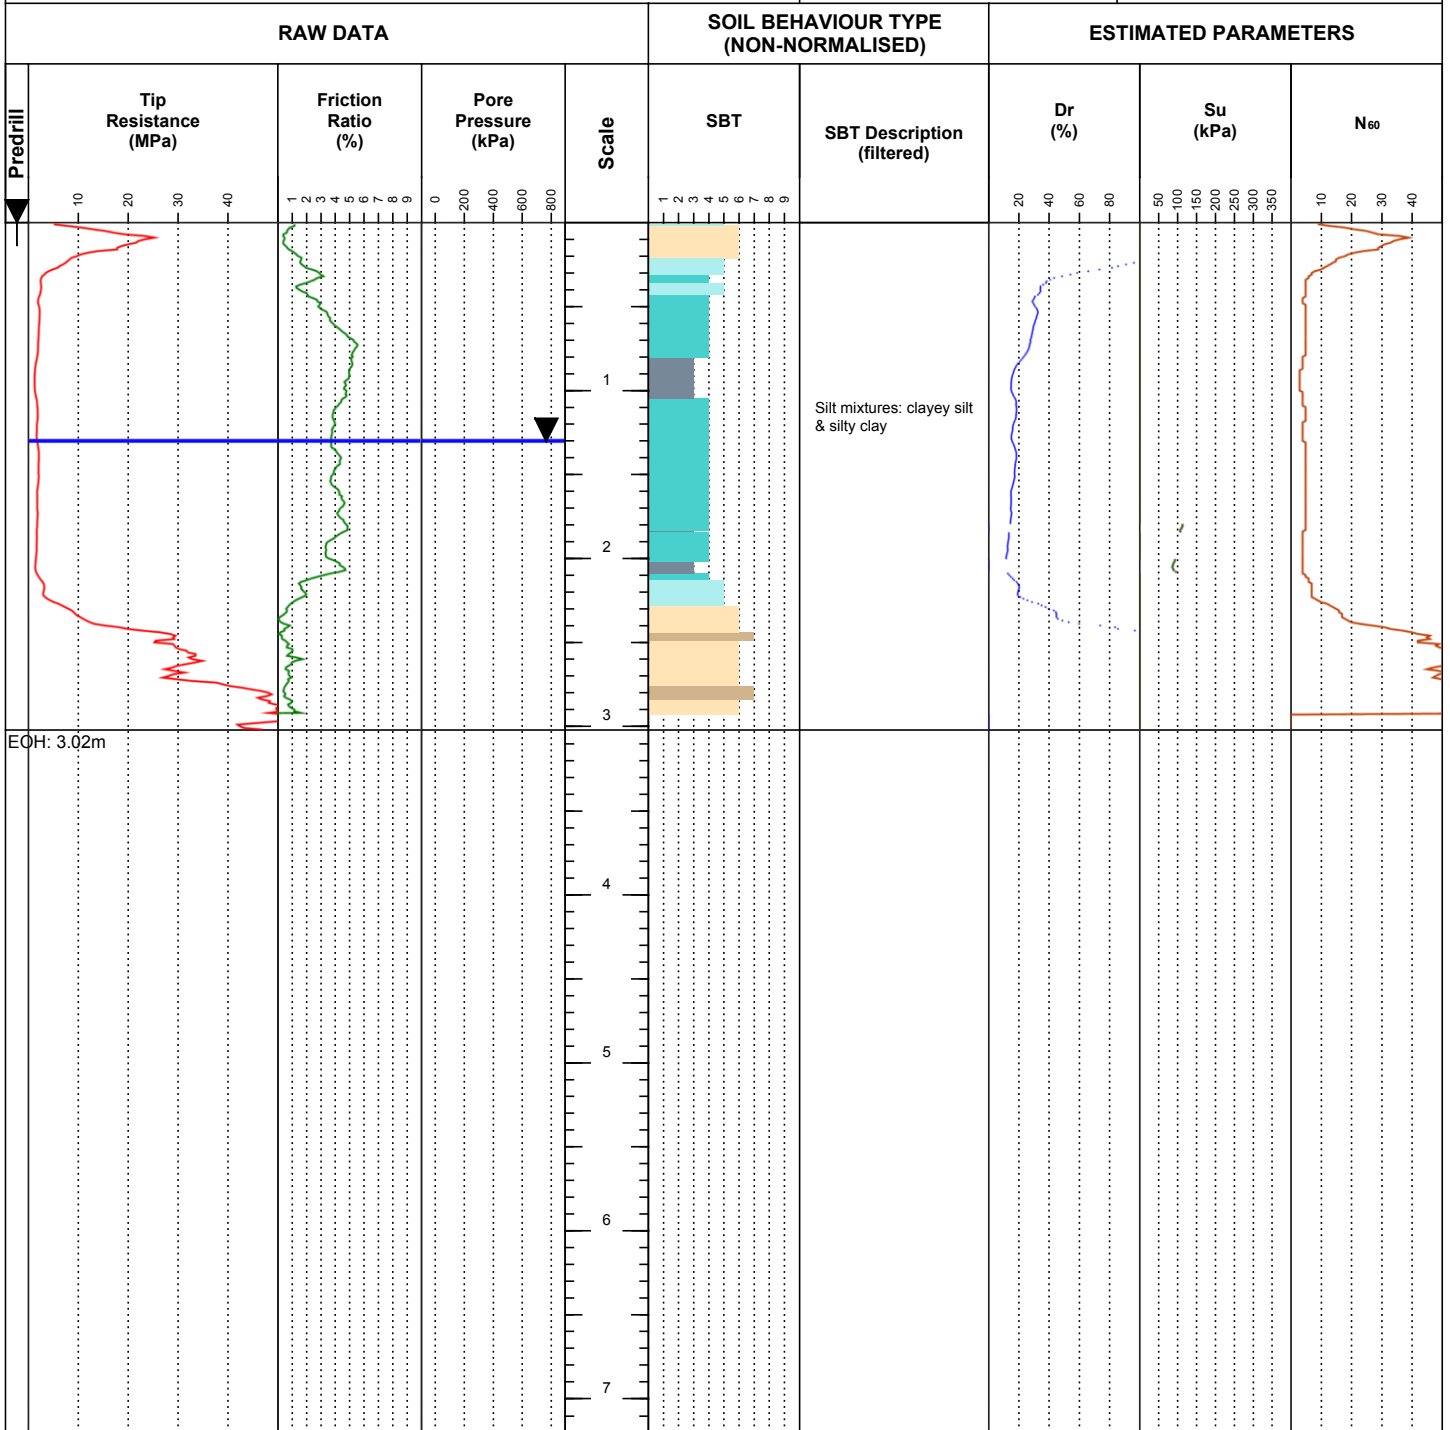 RAW DATA
SOIL BEHAVIOUR TYPE
(NON-NORMALISED)
ESTIMATED PARAMETERS
Predrill
Tip
Resistance
(MPa)
Friction
Ratio
(%)
Pore
Pressure
(kPa)
Scale
SBT
SBT Description
(filtered)
Dr
(%)
Su
(kPa)
N60
10 20 30 40
1 2 3 4 5 6 7 8 9
0 200 400 600 800
1 2 3 4 5 6 7 8 9
20 40 60 80
50 100 150 200 250 300 350
10 20 30 40
1
Silt mixtures: clayey silt
& silty clay
2
3
EOH: 3.02m
4
5
6
7